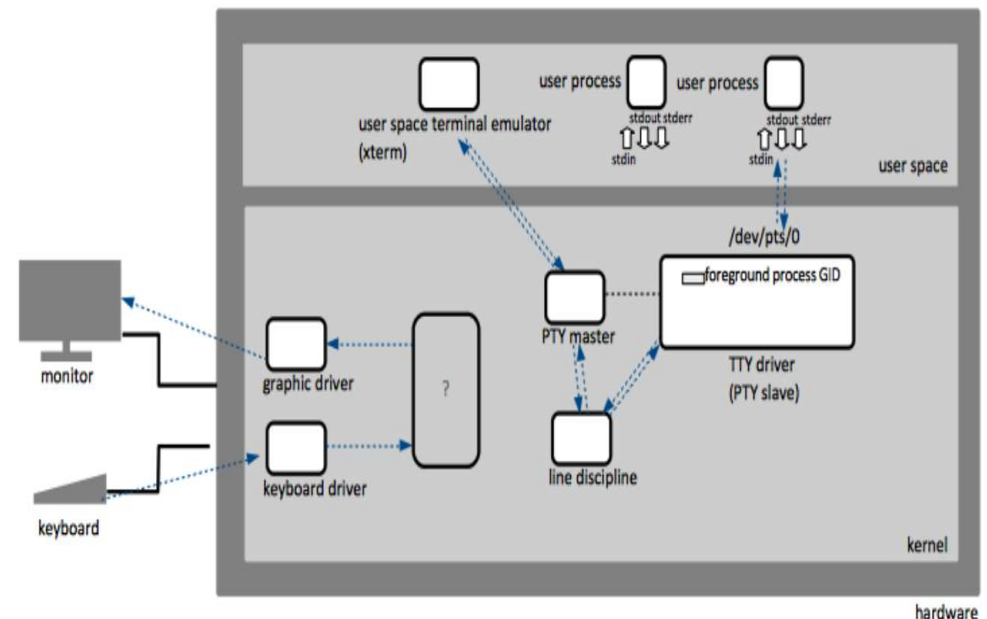 user process
user process
stdout stderr
stdout stderr
user space terminal emulator
(xterm)
stdin
stdin
user space
/dev/pts/0
foreground process GID
PTY master
TTY driver
(PTY slave)
monitor
graphic driver
?
keyboard driver
line discipline
keyboard
kernel
hardware